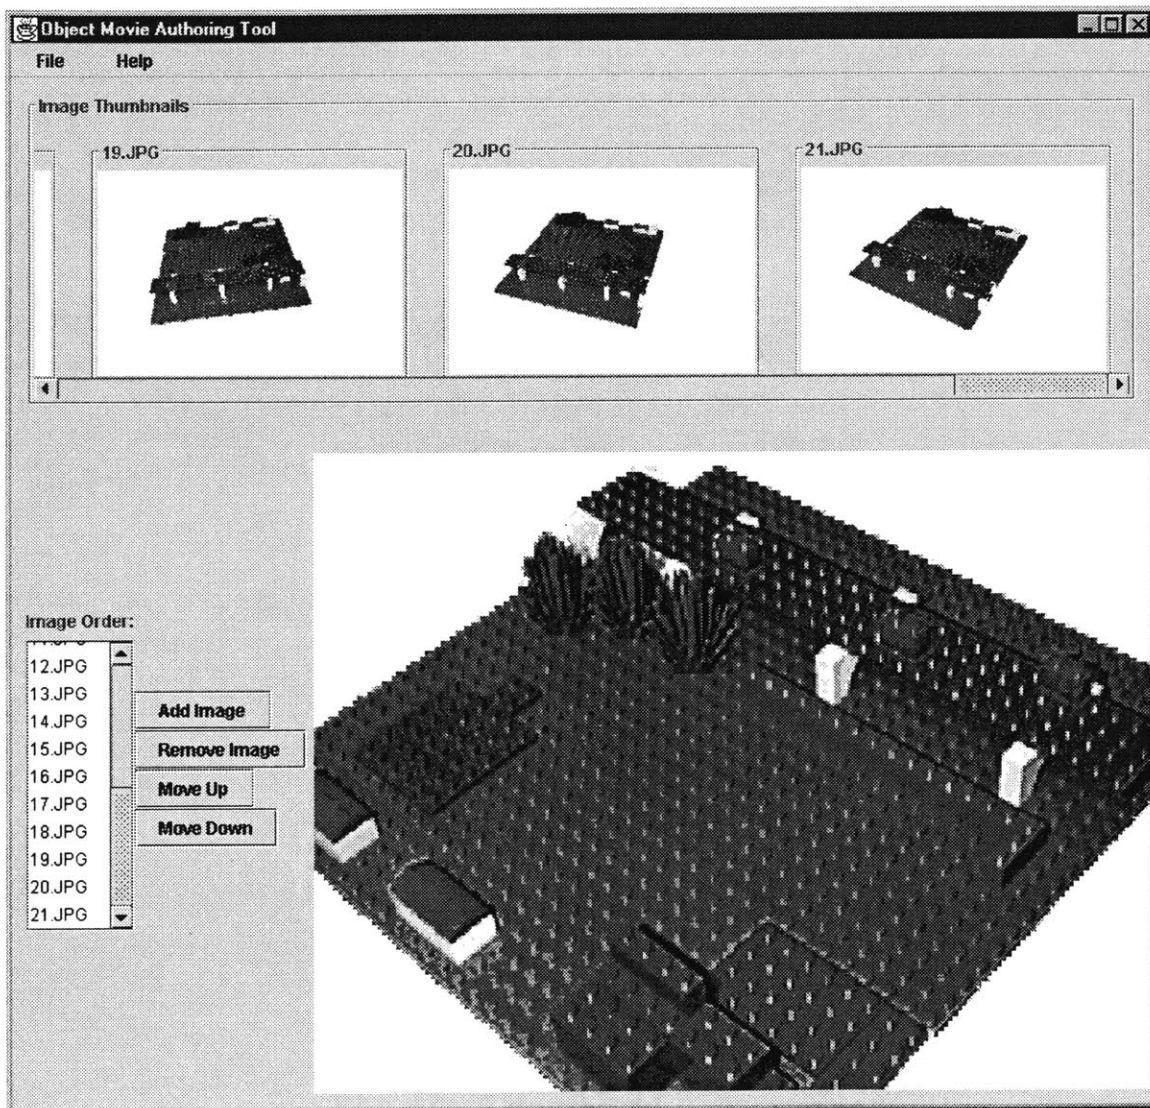 Object Movie Authoring Tool
File Help
Image Thumbnails
19.JPG
20.JPG
21.JPG
Image Order:
12.JPG
13.JPG
14.JPG
15.JPG
16.JPG
17.JPG
18.JPG
19.JPG
20.JPG
21.JPG
Add Image
Remove Image
Move Up
Move Down